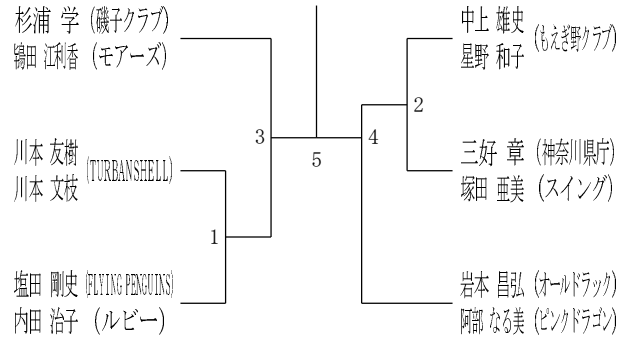 杉浦 学 (磯子クラブ)
鴇田 江利香 (モアーズ)
川本 友樹
川本 文枝
(TURBANSHELL)
塩田 剛史 (FLYING PENGUINS)
内田 治子 (ルビー)
1
3
5
4
2
中上 雄史
星野 和子
(もえぎ野クラブ)
三好 章 (神奈川県庁)
塚田 亜美 (スイング)
岩本 昌弘 (オールドラック)
阿部 なる美 (ピンクドラゴン)